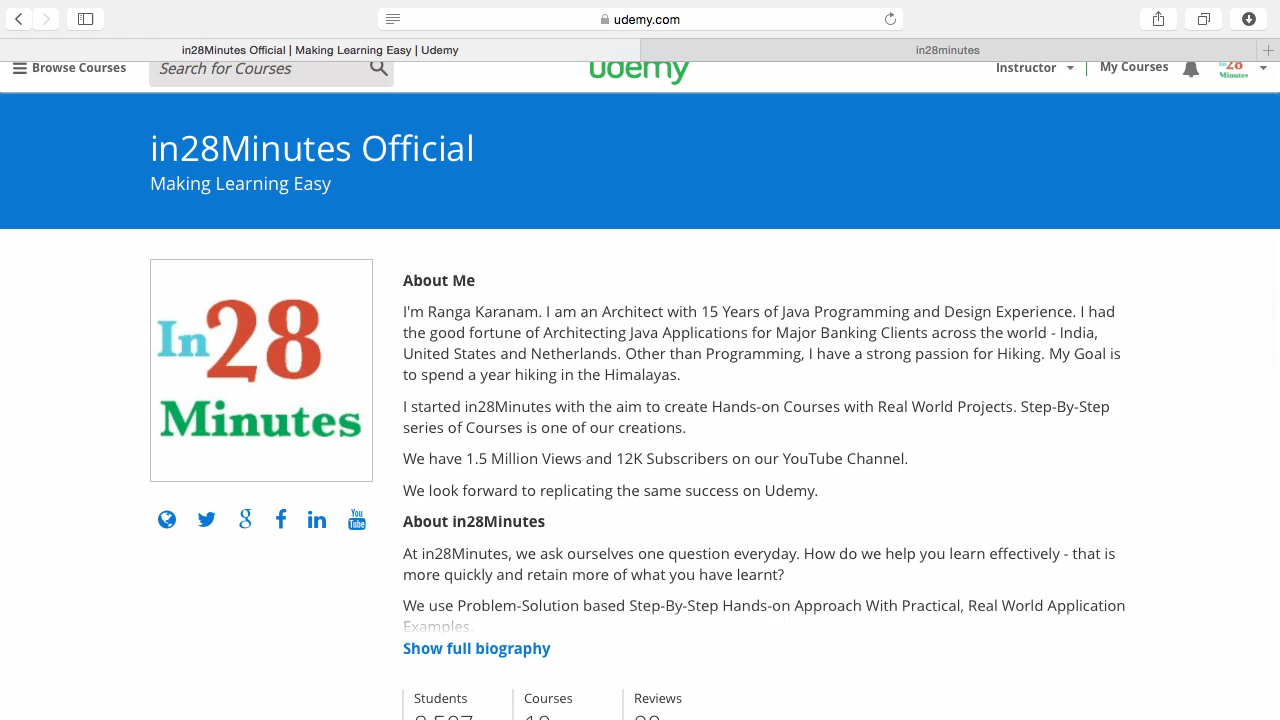 udemy.com
in28Minutes Official | Making Learning Easy | Udemy
in28minutes
Browse Courses
Search for Courses
udemy
Instructor
My Courses
28
Minutes
in28Minutes Official
Making Learning Easy
In28
Minutes
About Me
I'm Ranga Karanam. I am an Architect with 15 Years of Java Programming and Design Experience. I had
the good fortune of Architecting Java Applications for Major Banking Clients across the world - India,
United States and Netherlands. Other than Programming, I have a strong passion for Hiking. My Goal is
to spend a year hiking in the Himalayas.
I started in28Minutes with the aim to create Hands-on Courses with Real World Projects. Step-By-Step
series of Courses is one of our creations.
We have 1.5 Million Views and 12K Subscribers on our YouTube Channel.
We look forward to replicating the same success on Udemy.
You
Tube
About in28Minutes
At in28Minutes, we ask ourselves one question everyday. How do we help you learn effectively - that is
more quickly and retain more of what you have learnt?
We use Problem-Solution based Step-By-Step Hands-on Approach With Practical, Real World Application
Examples.
Show full biography
Students
Courses
Reviews